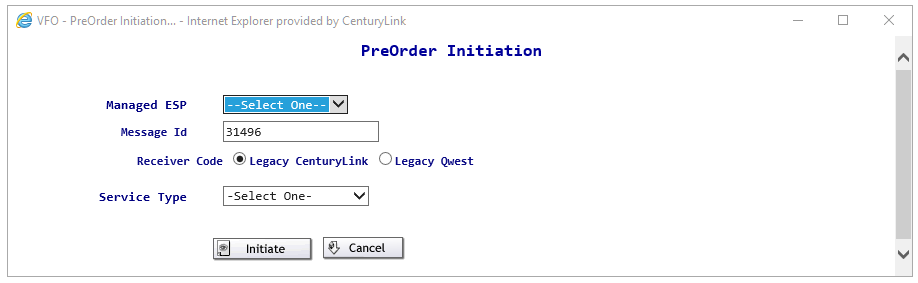 VFO - PreOrder Initiation... - Internet Explorer provided by CenturyLink
PreOrder Initiation
Managed ESP --Select One--
Message Id 31496
Receiver Code Legacy CenturyLink Legacy Qwest
Service Type -Select One-
Initiate Cancel